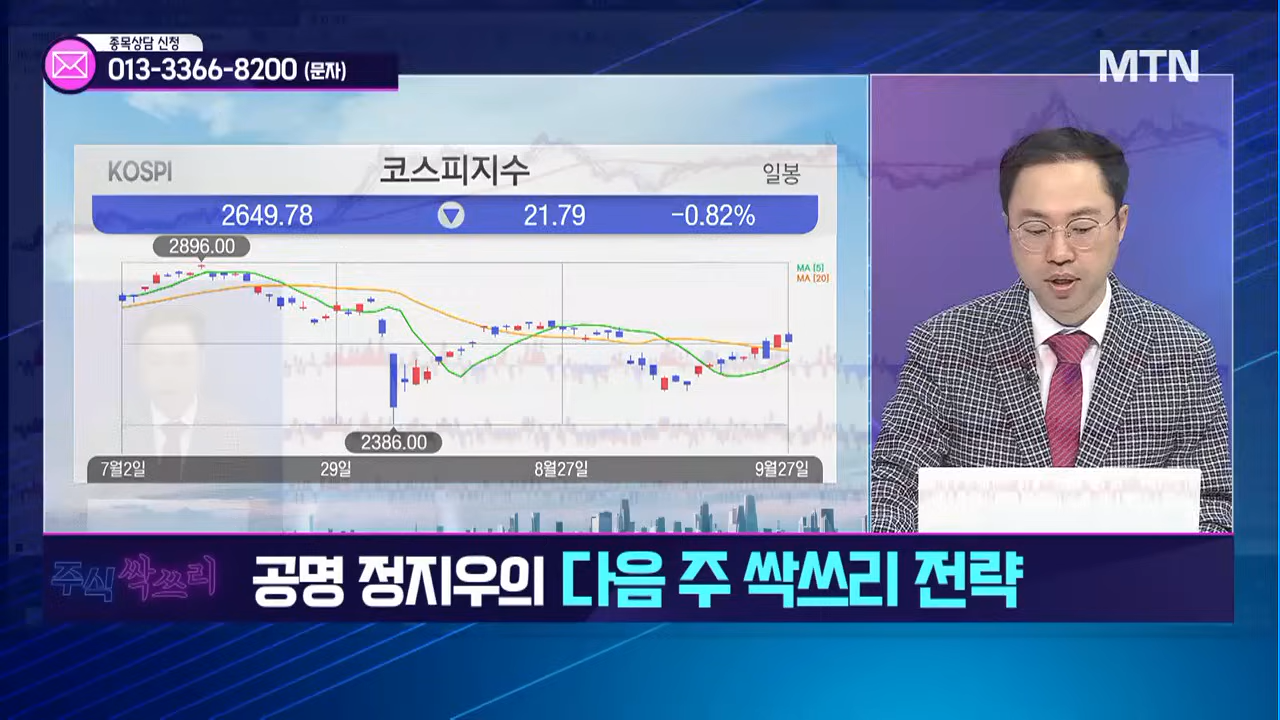 종목상담 신청
013-3366-8200 (문자)
MTN
KOSPI
코스피지수
일봉
2649.78
▼
21.79
-0.82%
2896.00
MA [5]
MA [20]
2386.00
7월2일
29일
8월27일
9월27일
주식 싹쓰리
공명 정지우의 다음 주 싹쓰리 전략